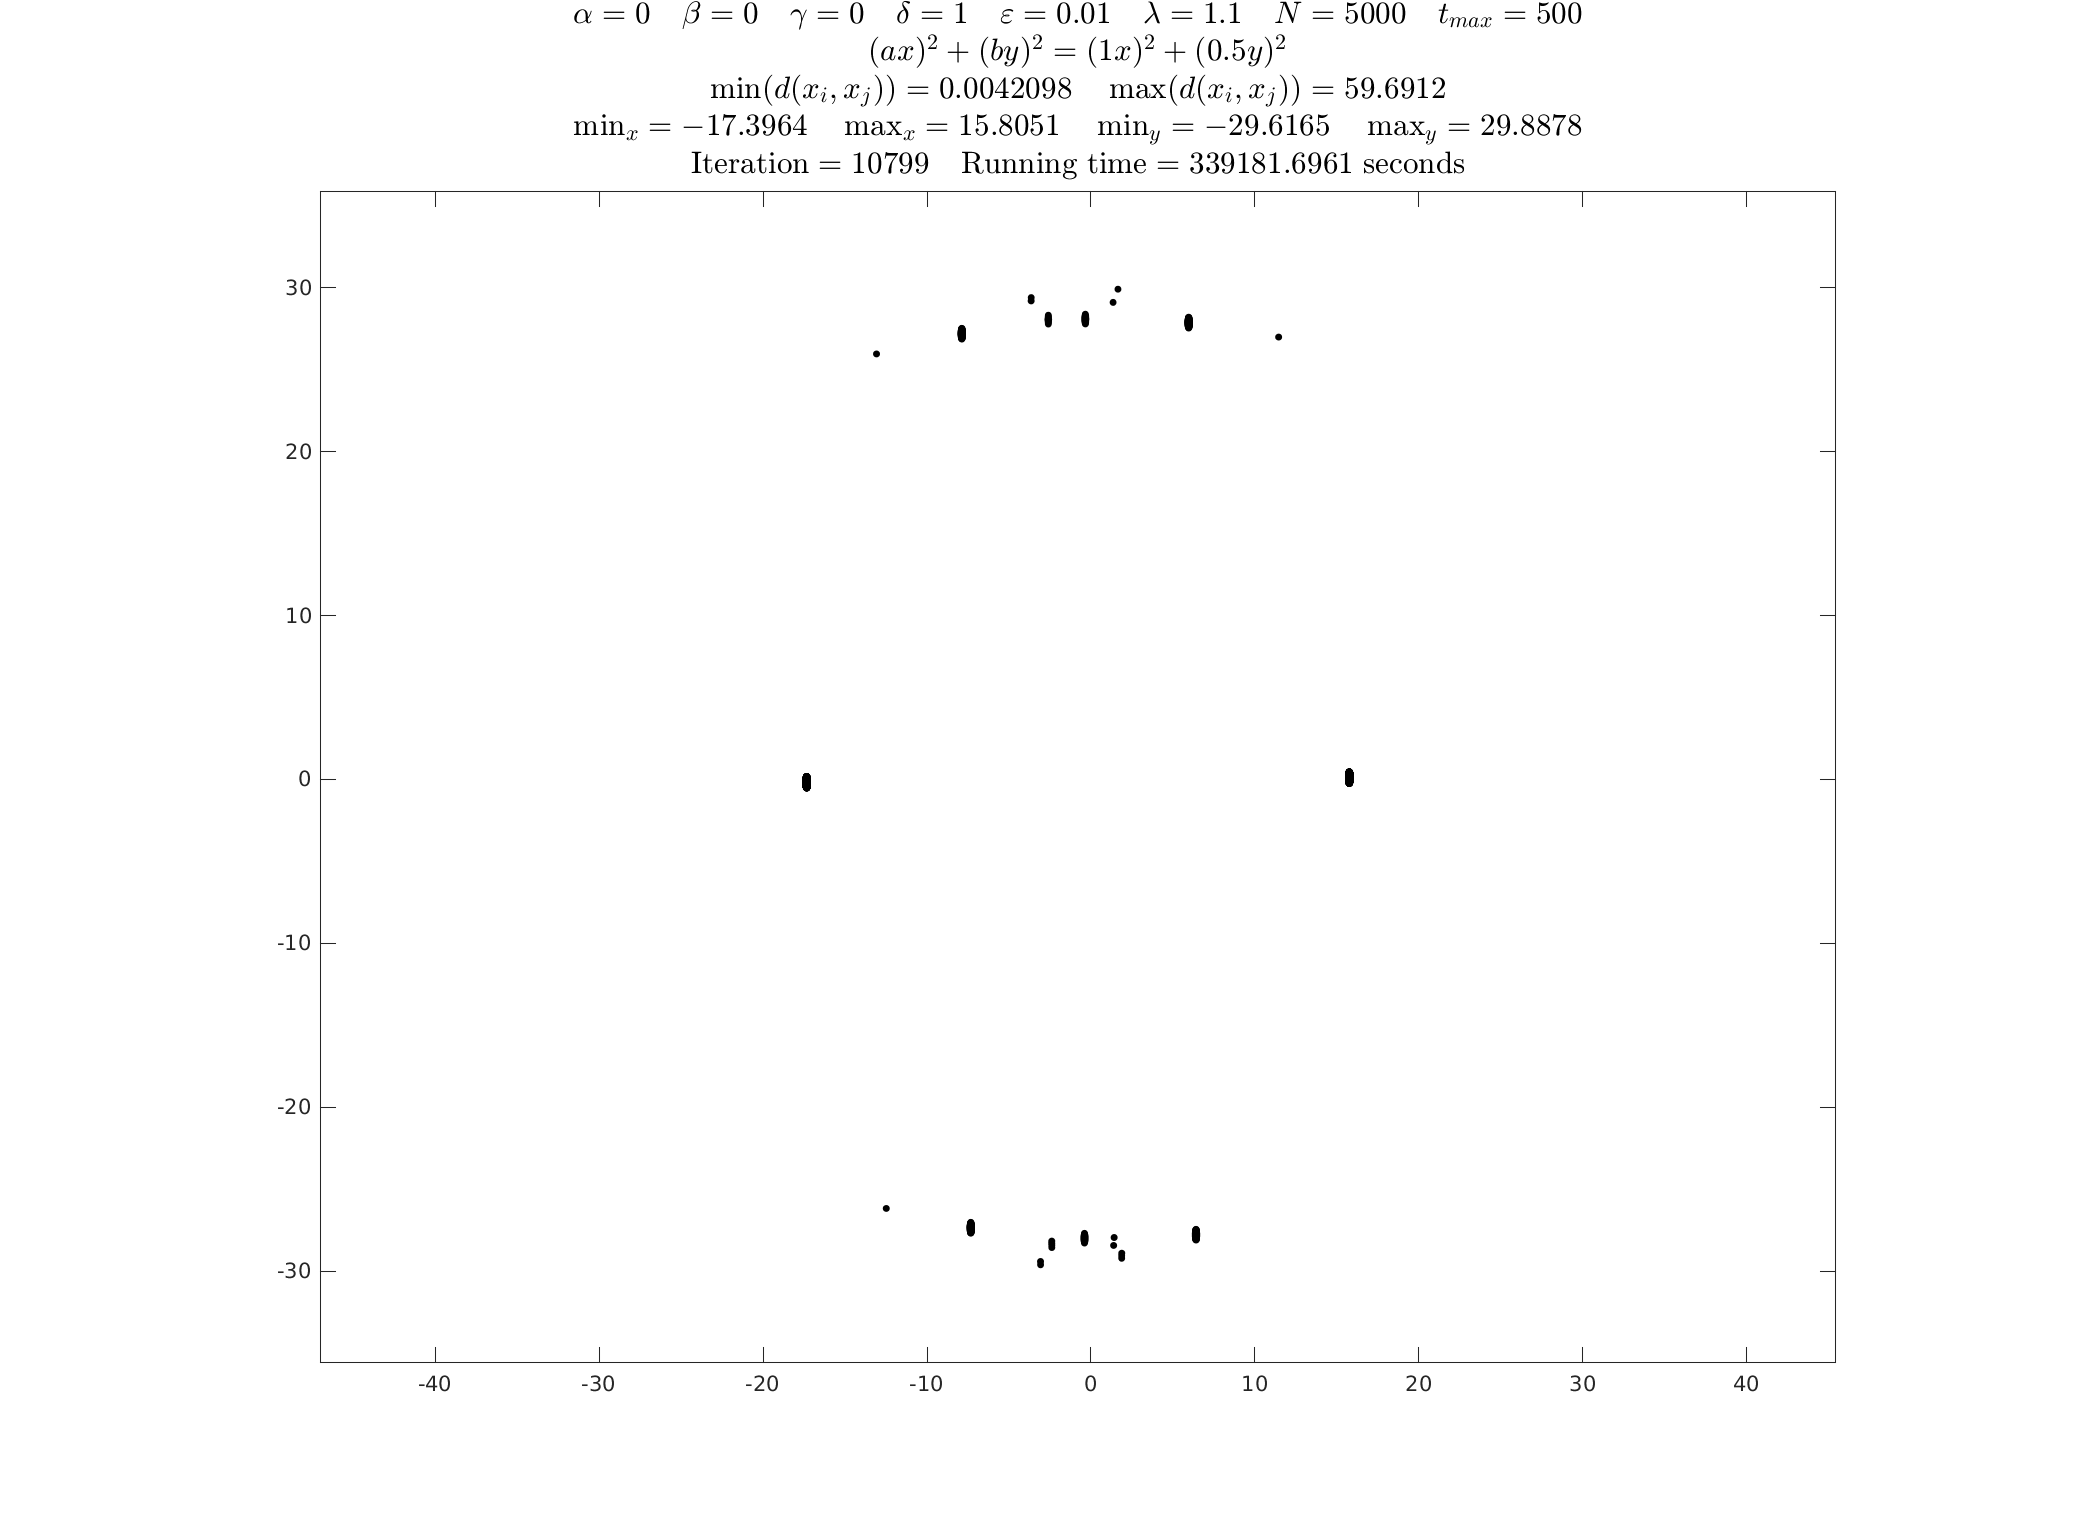 α = 0 β = 0 γ = 0 δ = 1 ε = 0.01 λ = 1.1 N = 5000 t_{max} = 500
(ax)² + (by)² = (1x)² + (0.5y)²
min(d(x_i, x_j)) = 0.0042098 max(d(x_i, x_j)) = 59.6912
min_x = −17.3964 max_x = 15.8051 min_y = −29.6165 max_y = 29.8878
Iteration = 10799 Running time = 339181.6961 seconds
30
20
10
0
-10
-20
-30
-40 -30 -20 -10 0 10 20 30 40